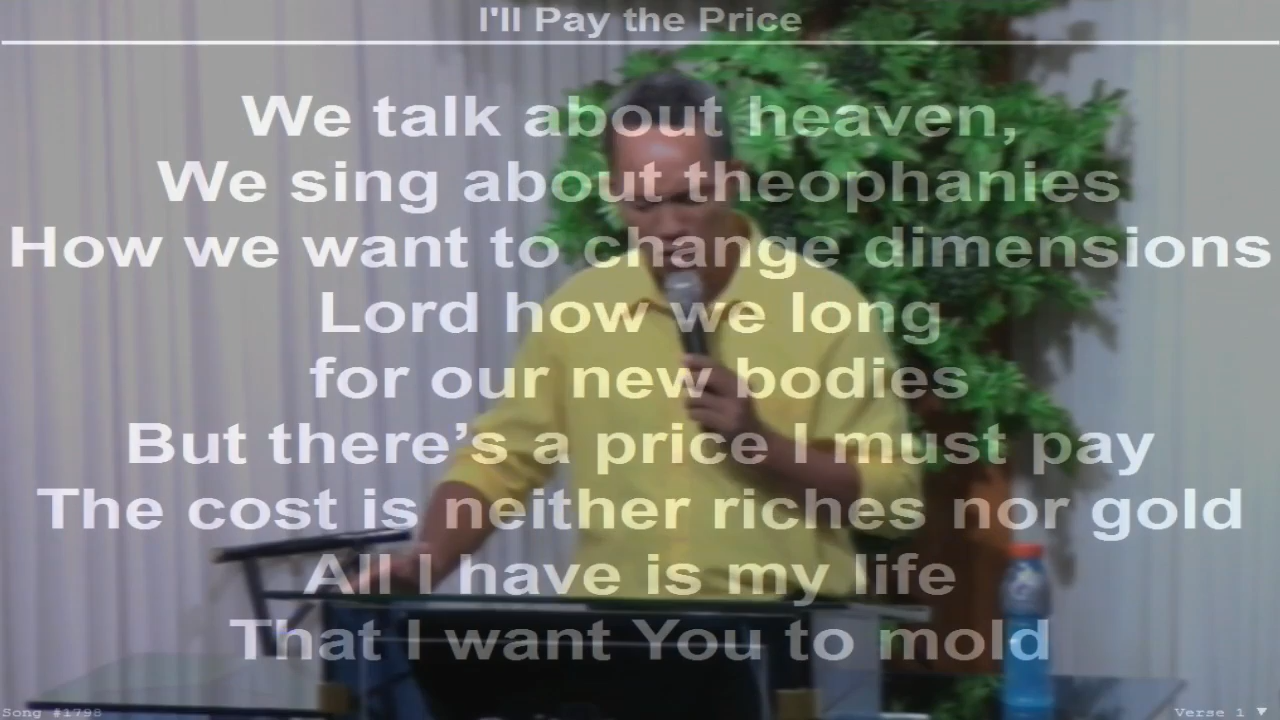 I'll Pay the Price
We talk about heaven,
We sing about theophanies
How we want to change dimensions
Lord how we long
for our new bodies
But there’s a price I must pay
The cost is neither riches nor gold
All I have is my life
That I want You to mold
Song #1798
Verse 1 ▼